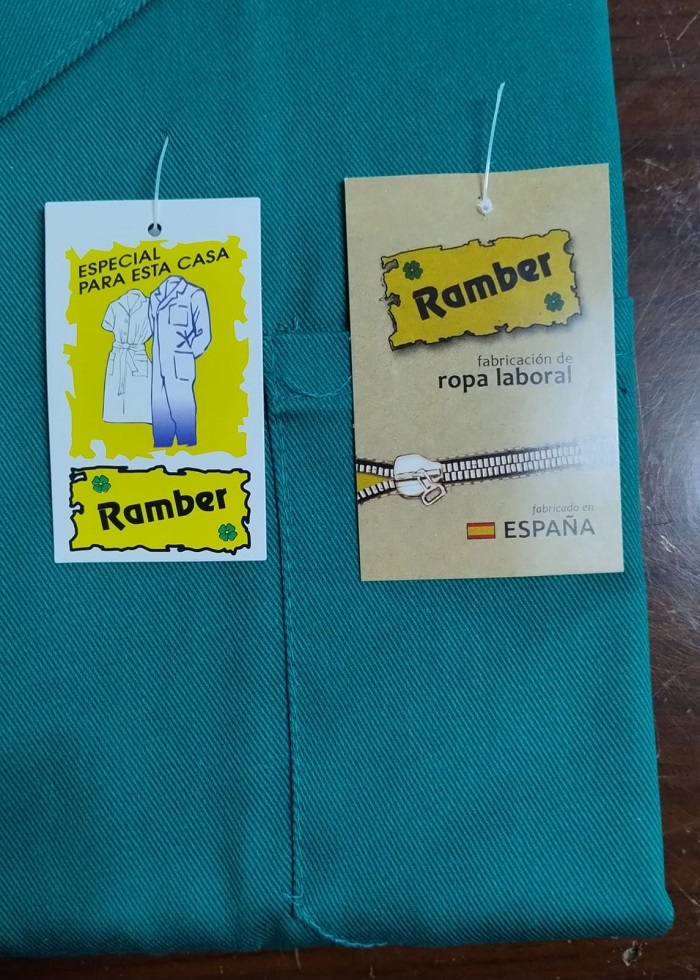 ESPECIAL
PARA ESTA CASA
Ramber
Ramber
fabricación de
ropa laboral
fabricado en
ESPAÑA